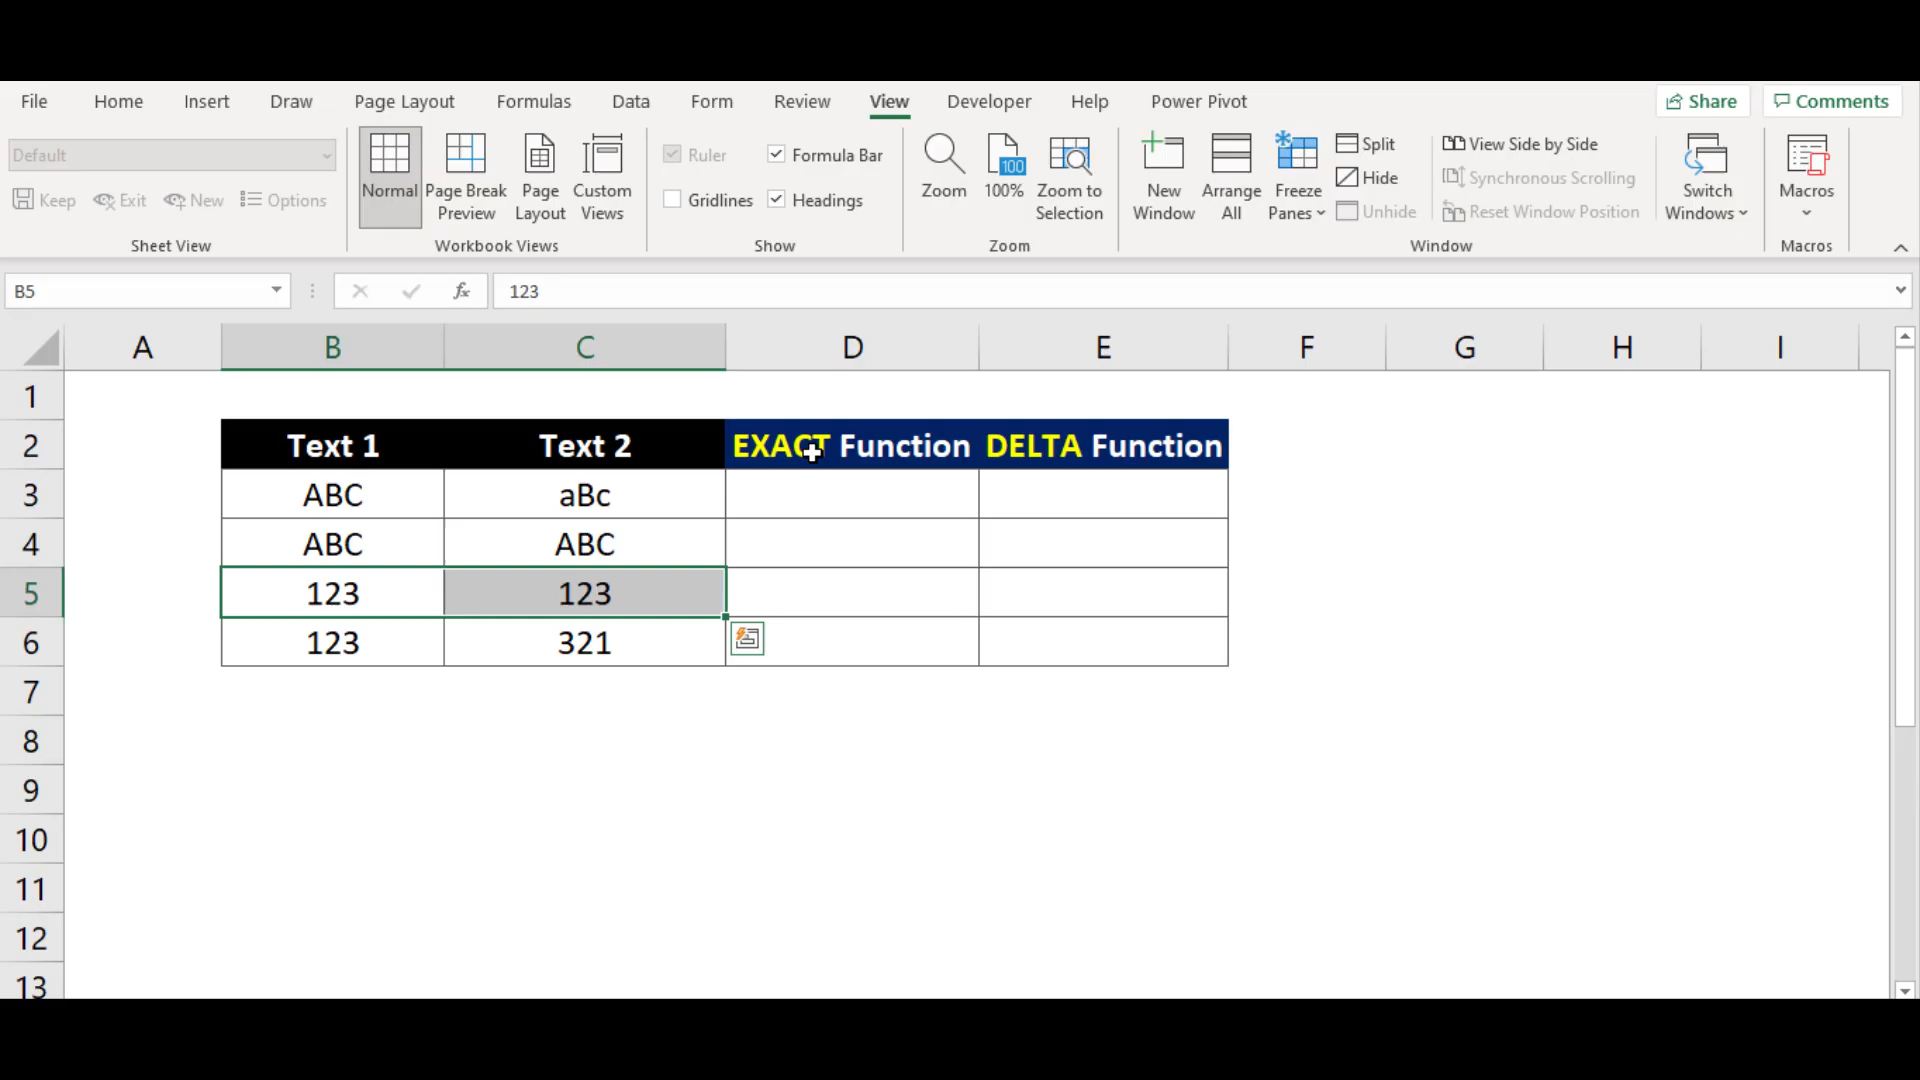 File Home Insert Draw Page Layout Formulas Data Form Review View Developer Help Power Pivot Share Comments
Default
Keep Exit New Options
Sheet View
Normal Page Break Preview Page Layout Custom Views
Workbook Views
Ruler Formula Bar
Gridlines Headings
Show
Zoom 100 100% Zoom to Selection
Zoom
New Window Arrange All Freeze Panes
Split
Hide
Unhide
View Side by Side
Synchronous Scrolling
Reset Window Position
Switch Windows
Window
Macros
Macros
B5 fx 123
A B C D E F G H I
1
2 Text 1 Text 2 EXACT Function DELTA Function
3 ABC aBc
4 ABC ABC
5 123 123
6 123 321
7
8
9
10
11
12
13